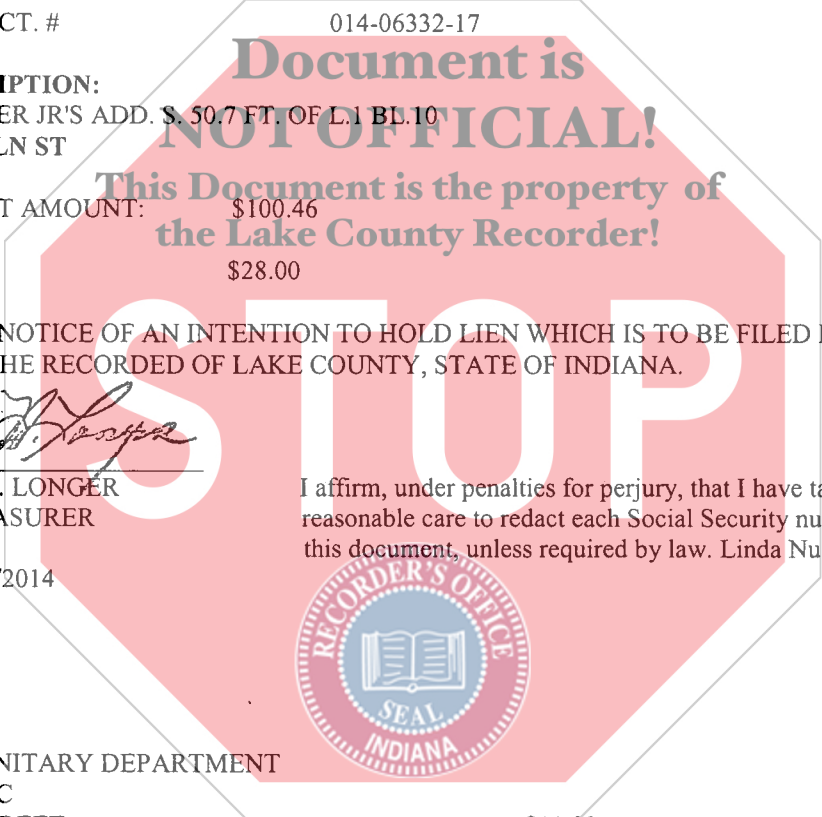 CT. # 014-06332-17
Document is
IPTION:
ER JR'S ADD. S. 50.7 FT. OF L.1 BL.10
NOT OFFICIAL!
LN ST
This Document is the property of
T AMOUNT: $100.46
the Lake County Recorder!
$28.00
STOP
NOTICE OF AN INTENTION TO HOLD LIEN WHICH IS TO BE FILED
HE RECORDED OF LAKE COUNTY, STATE OF INDIANA.
. LONGER
ASURER
I affirm, under penalties for perjury, that I have ta
reasonable care to redact each Social Security nu
this document, unless required by law. Linda Nu
/2014
RECORDER'S OFFICE
SEAL
INDIANA
NITARY DEPARTMENT
C